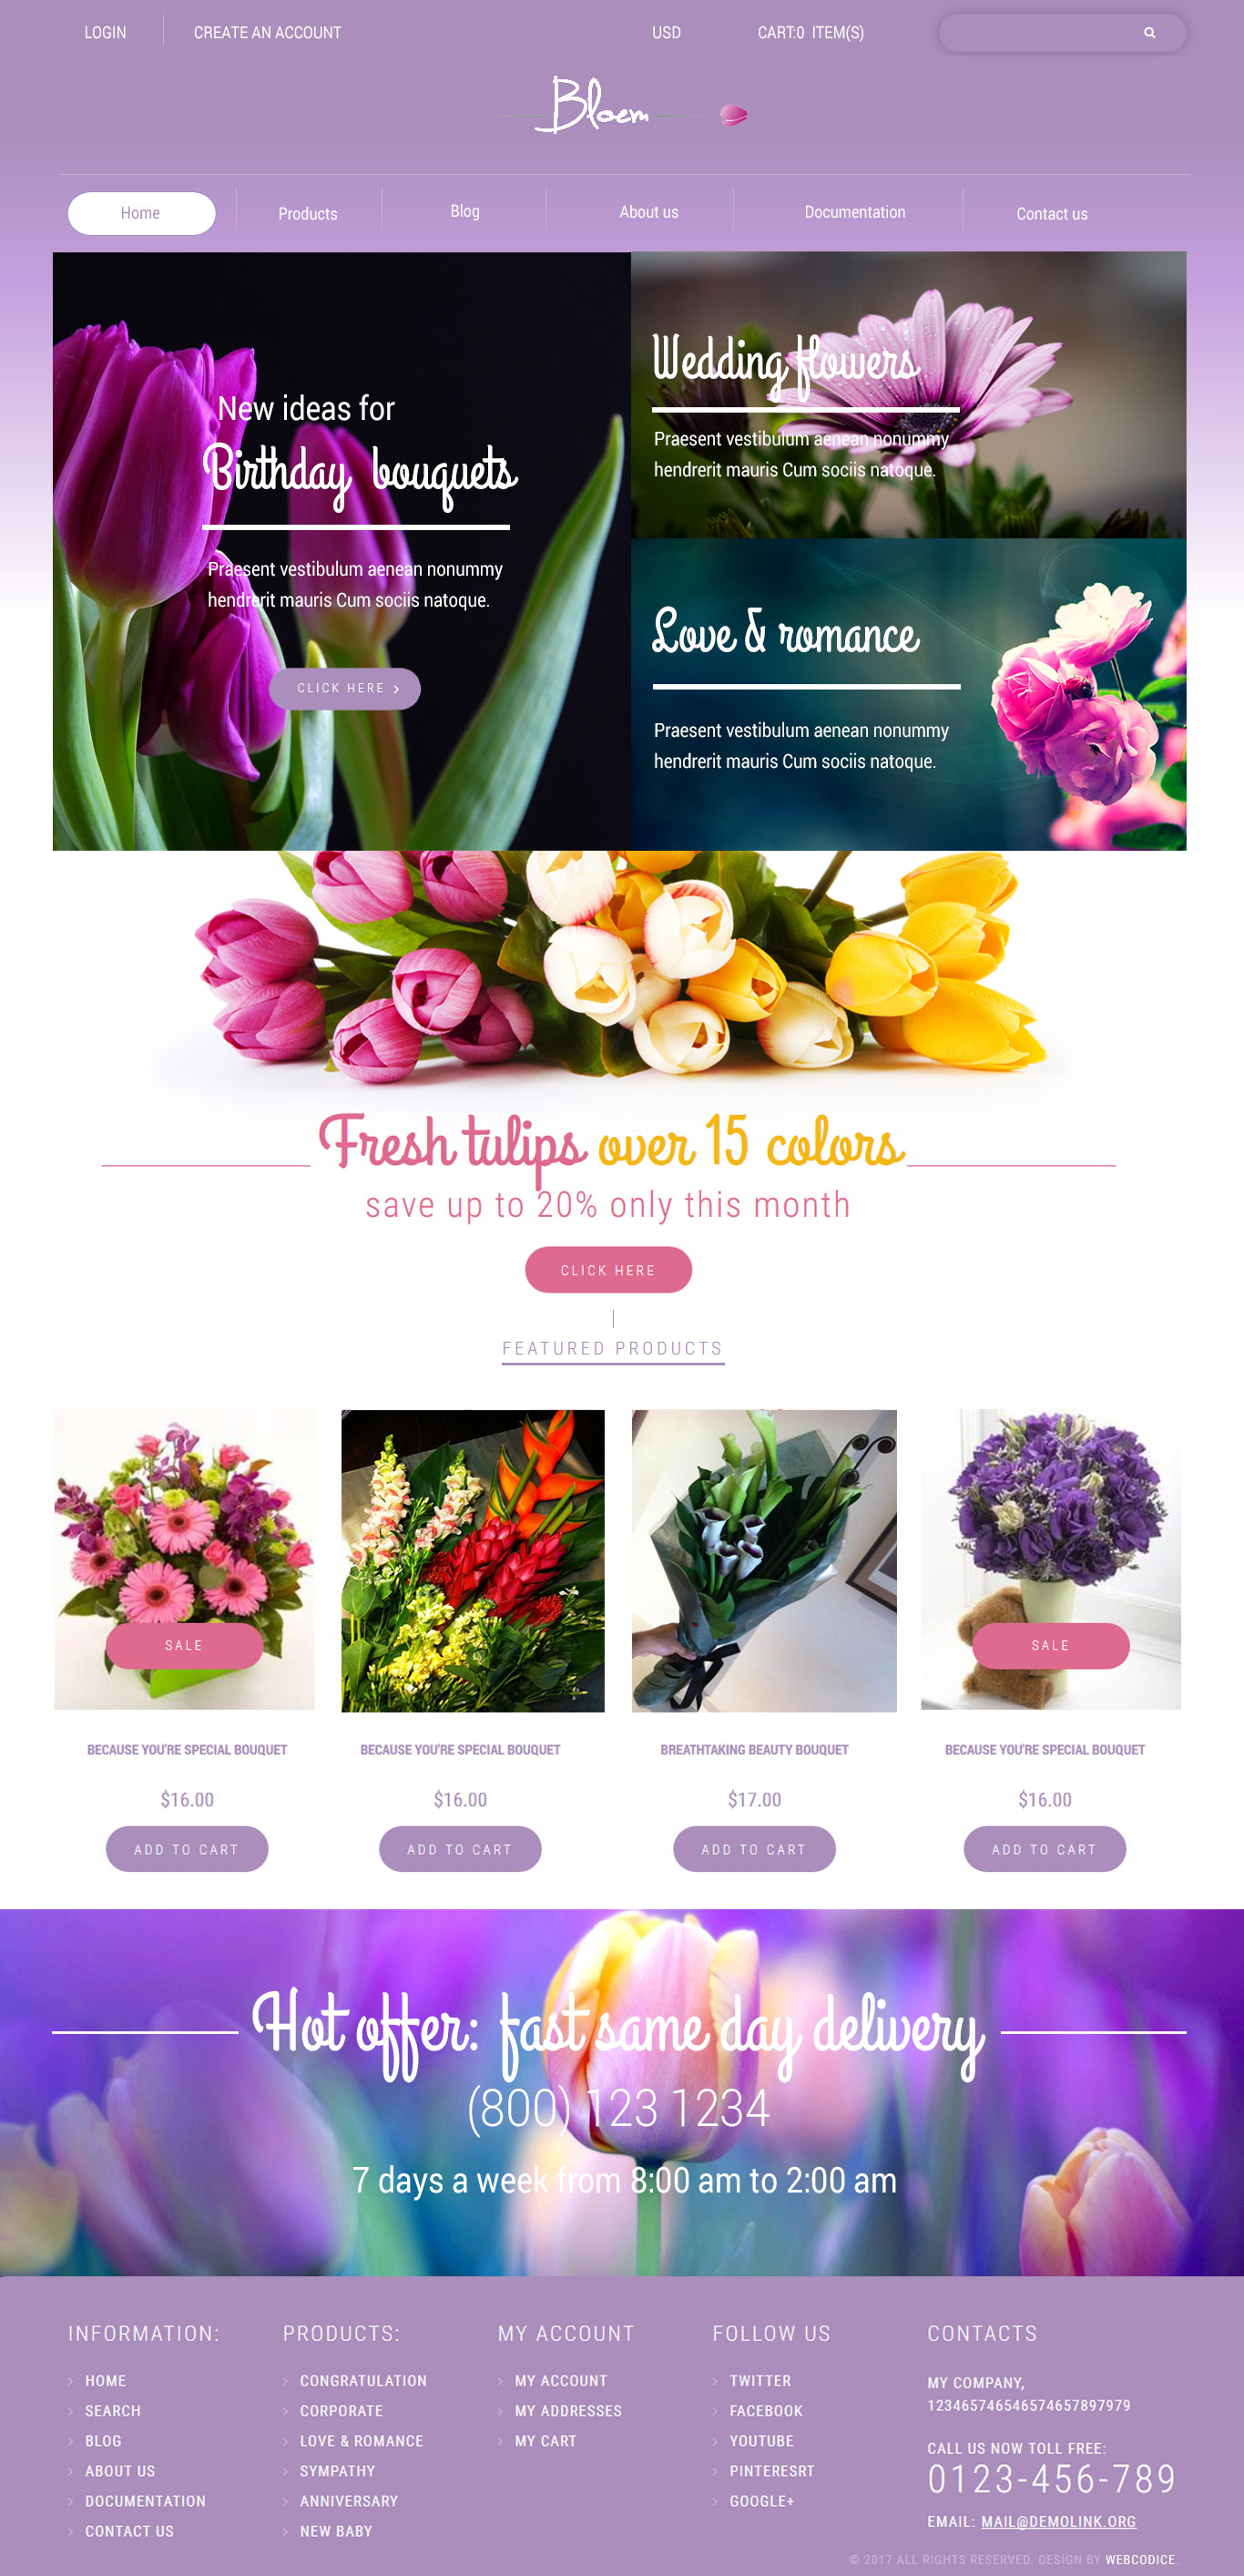 LOGIN
CREATE AN ACCOUNT
USD
CART:0 ITEM(S)
Bloem
Home
Products
Blog
About us
Documentation
Contact us
New ideas for
Birthday bouquets
Praesent vestibulum aenean nonummy
hendrerit mauris Cum sociis natoque.
CLICK HERE
Wedding flowers
Praesent vestibulum aenean nonummy
hendrerit mauris Cum sociis natoque.
Love & romance
Praesent vestibulum aenean nonummy
hendrerit mauris Cum sociis natoque.
Fresh tulips over 15 colors
save up to 20% only this month
CLICK HERE
FEATURED PRODUCTS
SALE
BECAUSE YOU'RE SPECIAL BOUQUET
$16.00
ADD TO CART
BECAUSE YOU'RE SPECIAL BOUQUET
$16.00
ADD TO CART
BREATHTAKING BEAUTY BOUQUET
$17.00
ADD TO CART
SALE
BECAUSE YOU'RE SPECIAL BOUQUET
$16.00
ADD TO CART
Hot offer: fast same day delivery
(800) 123 1234
7 days a week from 8:00 am to 2:00 am
INFORMATION:
HOME
SEARCH
BLOG
ABOUT US
DOCUMENTATION
CONTACT US
PRODUCTS:
CONGRATULATION
CORPORATE
LOVE & ROMANCE
SYMPATHY
ANNIVERSARY
NEW BABY
MY ACCOUNT
MY ACCOUNT
MY ADDRESSES
MY CART
FOLLOW US
TWITTER
FACEBOOK
YOUTUBE
PINTERESRT
GOOGLE+
CONTACTS
MY COMPANY,
123465746546574657897979
CALL US NOW TOLL FREE:
0123-456-789
EMAIL: MAIL@DEMOLINK.ORG
© 2017 ALL RIGHTS RESERVED. DESIGN BY WEBCODICE.